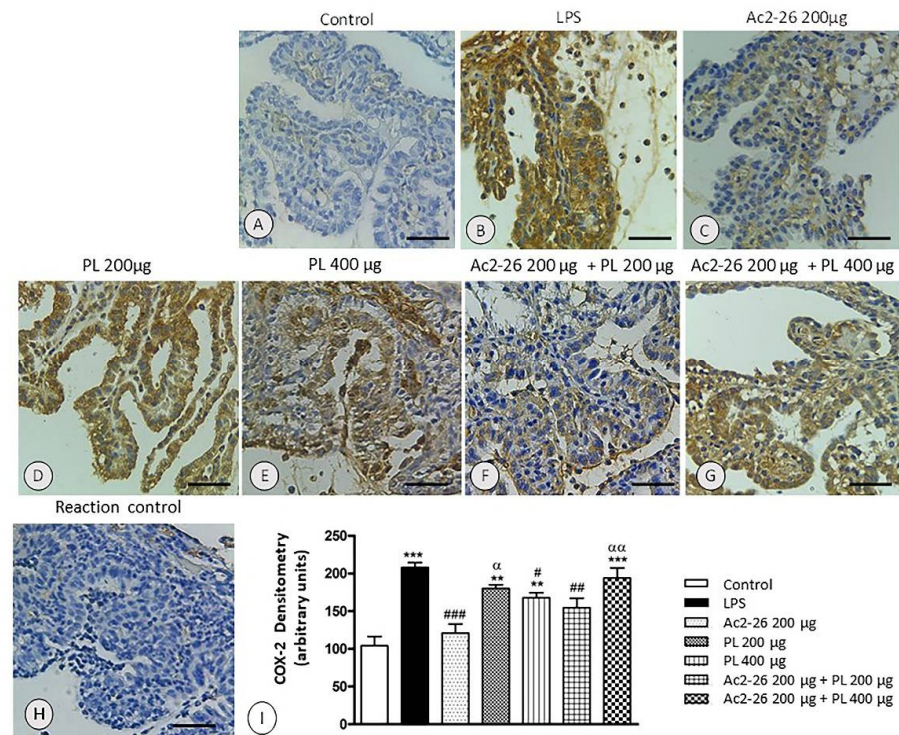 Control LPS Ac2-26 200µg
A B C
PL 200µg PL 400 µg Ac2-26 200 µg + PL 200 µg Ac2-26 200 µg + PL 400 µg
D E F G
Reaction control
H
I
COX-2 Densitometry
(arbitrary units)
250
200
150
100
50
0
***
###
α
**
#
**
##
αα
***
Control
LPS
Ac2-26 200 µg
PL 200 µg
PL 400 µg
Ac2-26 200 µg + PL 200 µg
Ac2-26 200 µg + PL 400 µg